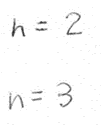 n = 2
n = 3